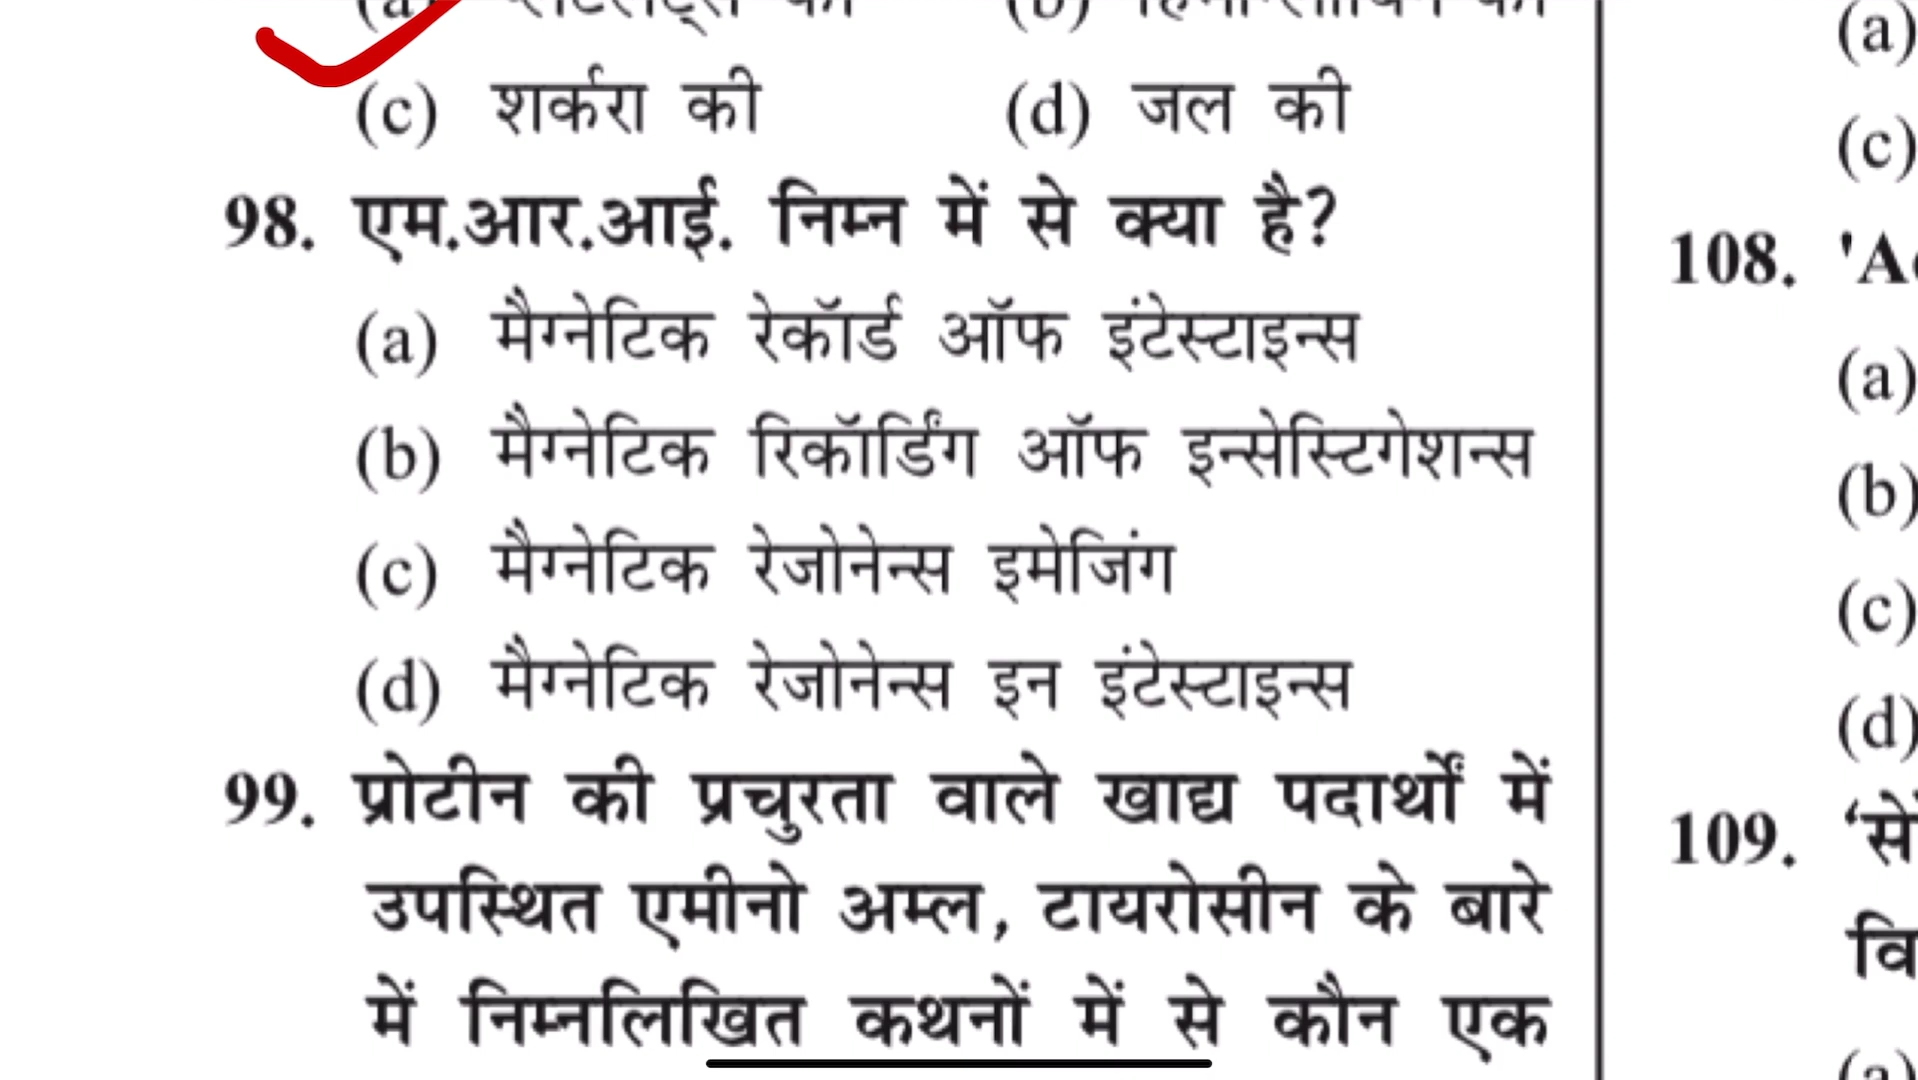 (c) शर्करा की (d) जल की
98. एम.आर.आई. निम्न में से क्या है?
(a) मैग्नेटिक रेकॉर्ड ऑफ इंटेस्टाइन्स
(b) मैग्नेटिक रिकॉर्डिंग ऑफ इन्सेस्टिगेशन्स
(c) मैग्नेटिक रेजोनेन्स इमेजिंग
(d) मैग्नेटिक रेजोनेन्स इन इंटेस्टाइन्स
99. प्रोटीन की प्रचुरता वाले खाद्य पदार्थों में
उपस्थित एमीनो अम्ल, टायरोसीन के बारे
में निम्नलिखित कथनों में से कौन एक
(a)
(c)
108. 'A
(a)
(b)
(c)
(d)
109. ‘से
वि